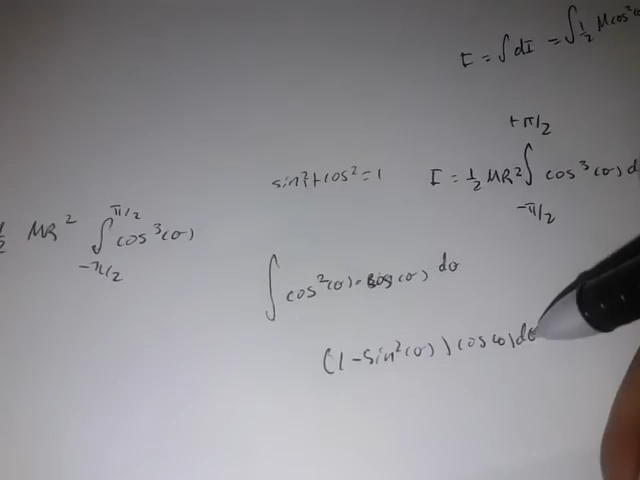 I = ∫dI = ∫½ Mcos³
sin²+cos²=1
I = ½ MR² ∫ cos³(θ) d
+π/2
-π/2
½ MR² ∫ cos³(θ)
π/2
-π/2
∫ cos²(θ)·cos(θ) dθ
(1-sin²(θ))cos(θ)dθ